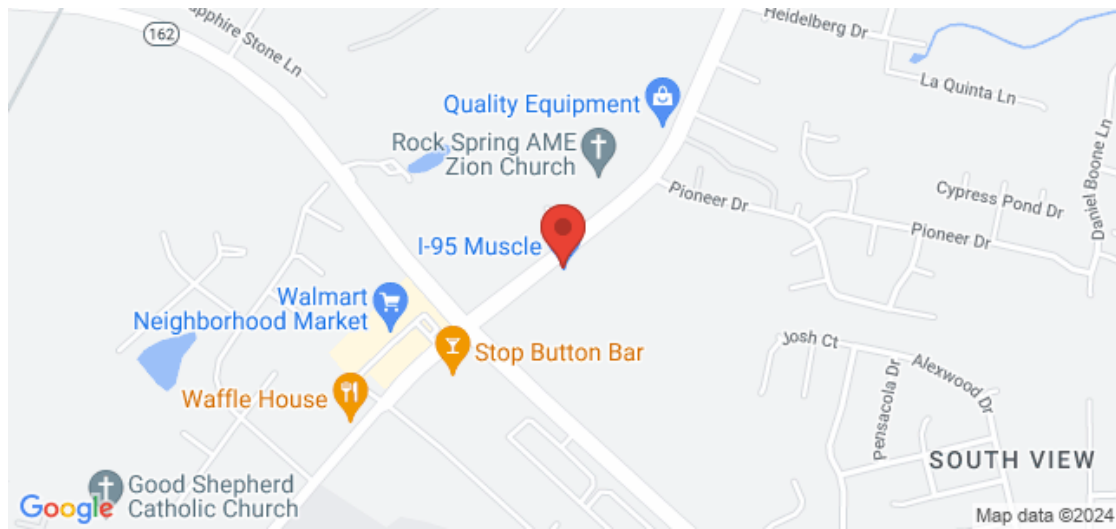 162
Sapphire Stone Ln
Heidelberg Dr
La Quinta Ln
Quality Equipment
Rock Spring AME
Zion Church
Pioneer Dr
Cypress Pond Dr
Daniel Boone Ln
Pioneer Dr
I-95 Muscle
Walmart
Neighborhood Market
Stop Button Bar
Josh Ct
Alexwood Dr
Pensacola Dr
Waffle House
SOUTH VIEW
Good Shepherd
Catholic Church
Google
Map data ©2024